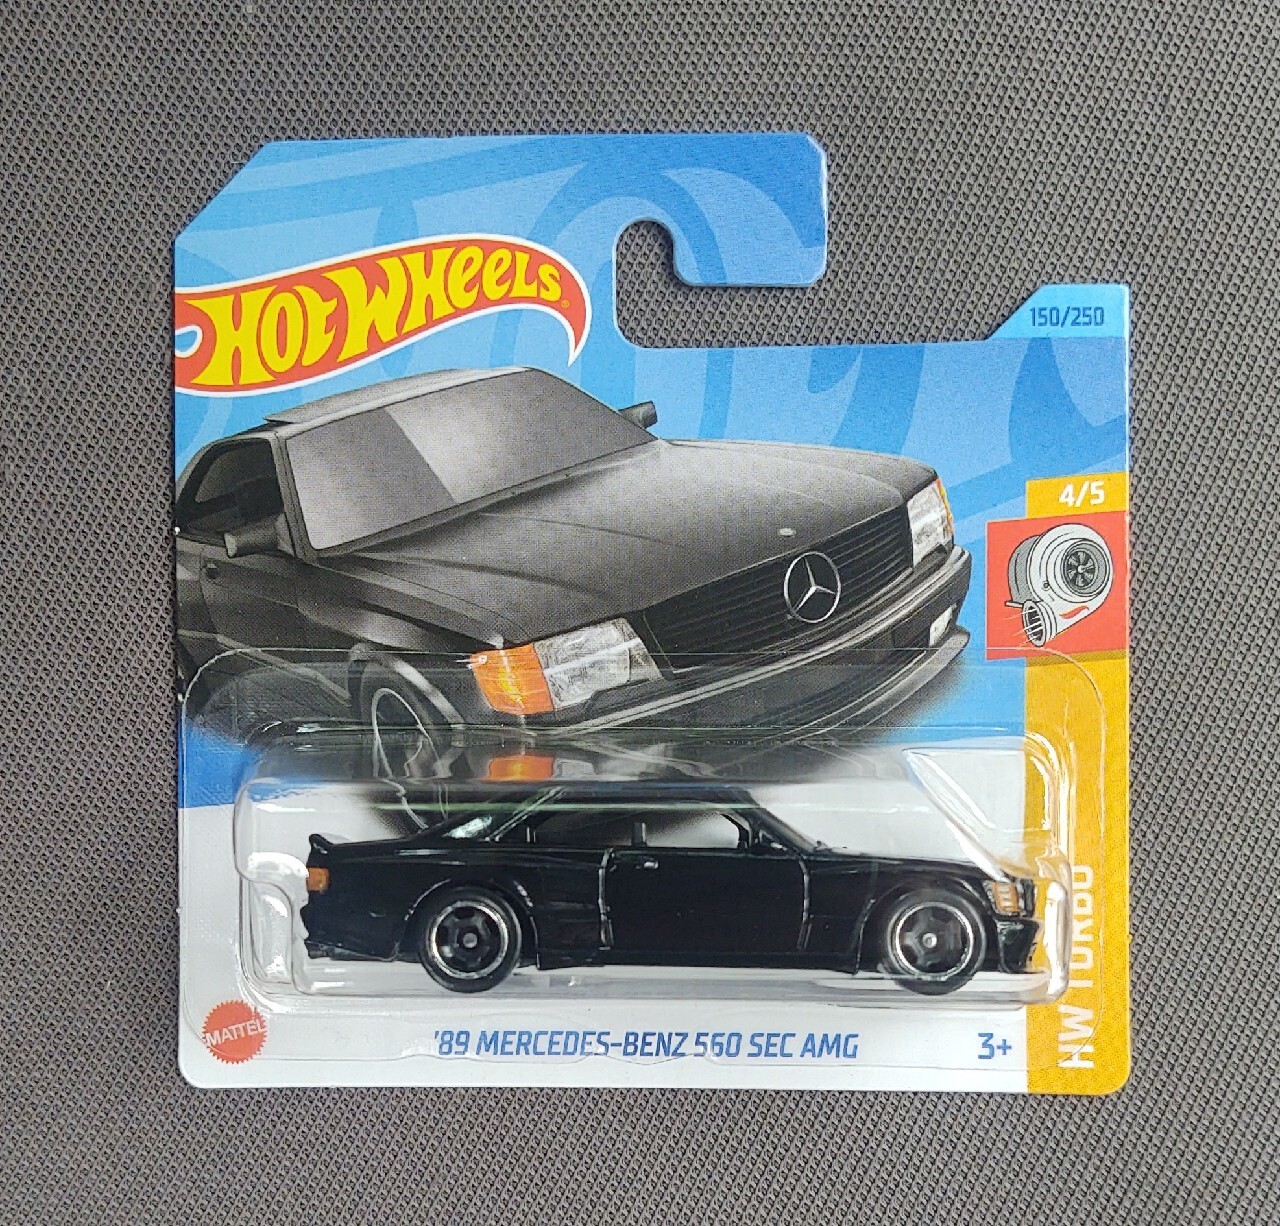 HOT WHEELS®
150/250
4/5
HW TURBO
MATTEL
'89 MERCEDES-BENZ 560 SEC AMG
3+